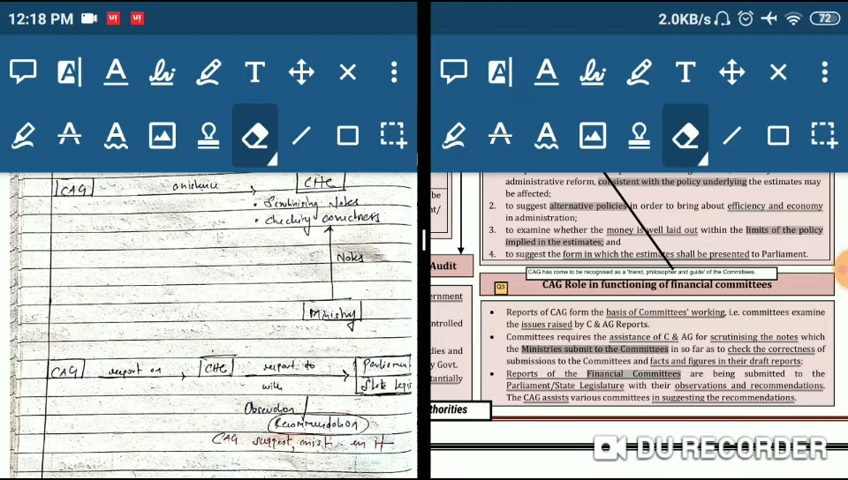 12:18 PM
2.0KB/s 72
CAG assistance CHC
• Scrutinising Notes
• Checking correctness
Notes
Ministry
CAG report on CHC report to Parliament
with State Legis
Observation
Recommendation
CAG suggest, assist in it
be
nt/
Audit
ernment
ntrolled
dies and
y Govt.
stantially
thorities
administrative reform, consistent with the policy underlying the estimates may
be affected;
2. to suggest alternative policies in order to bring about efficiency and economy
in administration;
3. to examine whether the money is well laid out within the limits of the policy
implied in the estimates; and
4. to suggest the form in which the estimates shall be presented to Parliament.
CAG has come to be recognised as a 'friend, philosopher and guide' of the Committees.
Q3 CAG Role in functioning of financial committees
• Reports of CAG form the basis of Committees' working, i.e. committees examine
the issues raised by C & AG Reports.
• Committees requires the assistance of C & AG for scrutinising the notes which
the Ministries submit to the Committees in so far as to check the correctness of
submissions to the Committees and facts and figures in their draft reports.
• Reports of the Financial Committees are being submitted to the
Parliament/State Legislature with their observations and recommendations.
The CAG assists various committees in suggesting the recommendations.
DU RECORDER